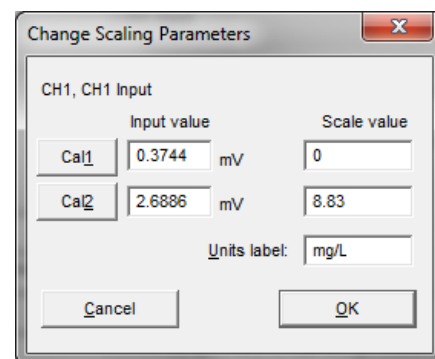 Change Scaling Parameters
CH1, CH1 Input
Input value Scale value
Cal1 0.3744 mV 0
Cal2 2.6886 mV 8.83
Units label: mg/L
Cancel OK